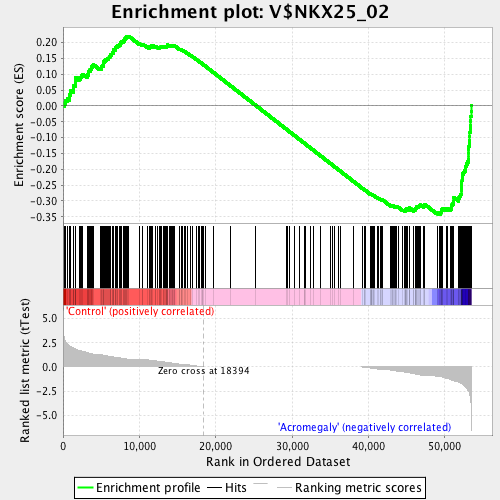 Enrichment plot: V$NKX25_02
Enrichment score (ES)
0.20
0.15
0.10
0.05
0.00
-0.05
-0.10
-0.15
-0.20
-0.25
-0.30
-0.35
'Control' (positively correlated)
Ranked list metric (tTest)
5.0
2.5
0.0
-2.5
-5.0
Zero cross at 18394
'Acromegaly' (negatively correlated)
0
10,000
20,000
30,000
40,000
50,000
Rank in Ordered Dataset
Enrichment profile
Hits
Ranking metric scores